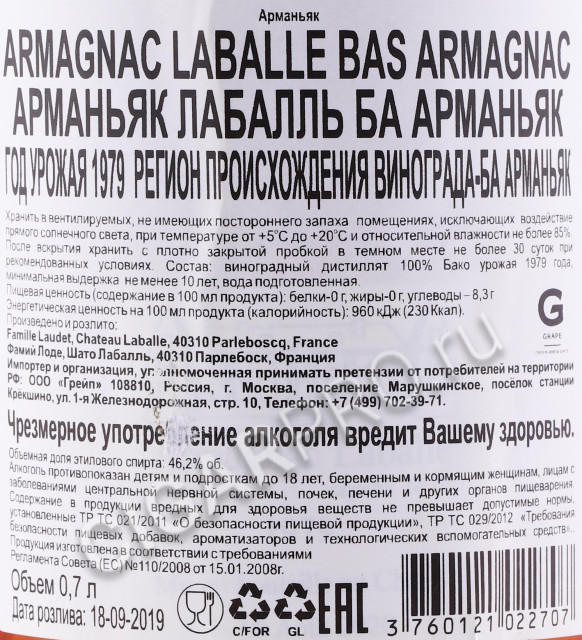 Арманьяк
ARMAGNAC LABALLE BAS ARMAGNAC
АРМАНЬЯК ЛАБАЛЛЬ БА АРМАНЬЯК
ГОД УРОЖАЯ 1979 РЕГИОН ПРОИСХОЖДЕНИЯ ВИНОГРАДА-БА АРМАНЬЯК
Хранить в вентилируемых, не имеющих постороннего запаха помещениях, исключающих воздействие
прямого солнечного света, при температуре от +5°С до +20°С и относительной влажности не более 85%.
После вскрытия хранить с плотно закрытой пробкой в темном месте не более 30 суток при
рекомендованных условиях. Состав: виноградный дистиллят 100% Бако урожая 1979 года,
минимальная выдержка не менее 10 лет, вода подготовленная.
Пищевая ценность (содержание в 100 мл продукта): белки-0 г, жиры-0 г, углеводы – 8,3 г
Энергетическая ценность на 100 мл продукта (калорийность): 960 кДж (230 Ккал).
Произведено и розлито:
Famille Laudet, Chateau Laballe, 40310 Parleboscq, France
Фамий Лоде, Шато Лабалль, 40310 Парлебоск, Франция
Импортер и организация, уполномоченная принимать претензии от потребителей на территории
РФ: ООО «Грейп» 108810, Россия, г. Москва, поселение Марушкинское, посёлок станции
Крёкшино, ул. 1-я Железнодорожная, стр. 10, Телефон: +7 (499) 702-39-71.
G
GRAPE
Чрезмерное употребление алкоголя вредит Вашему здоровью.
Объемная доля этилового спирта: 46,2% об.
Алкоголь противопоказан детям и подросткам до 18 лет, беременным и кормящим женщинам, лицам с
заболеваниями центральной нервной системы, почек, печени и других органов пищеварения.
Содержание в продукции вредных для здоровья веществ не превышает допустимые нормы,
установленные ТР ТС 021/2011 «О безопасности пищевой продукции», ТР ТС 029/2012 «Требования
безопасности пищевых добавок, ароматизаторов и технологических вспомогательных средств».
Продукция изготовлена в соответствии с требованиями
Регламента Совета (ЕС) №110/2008 от 15.01.2008г.
Объем 0,7 л
Дата розлива: 18-09-2019
C/FOR GL
EAC
3 760121 022707
CIGARPRO.ru